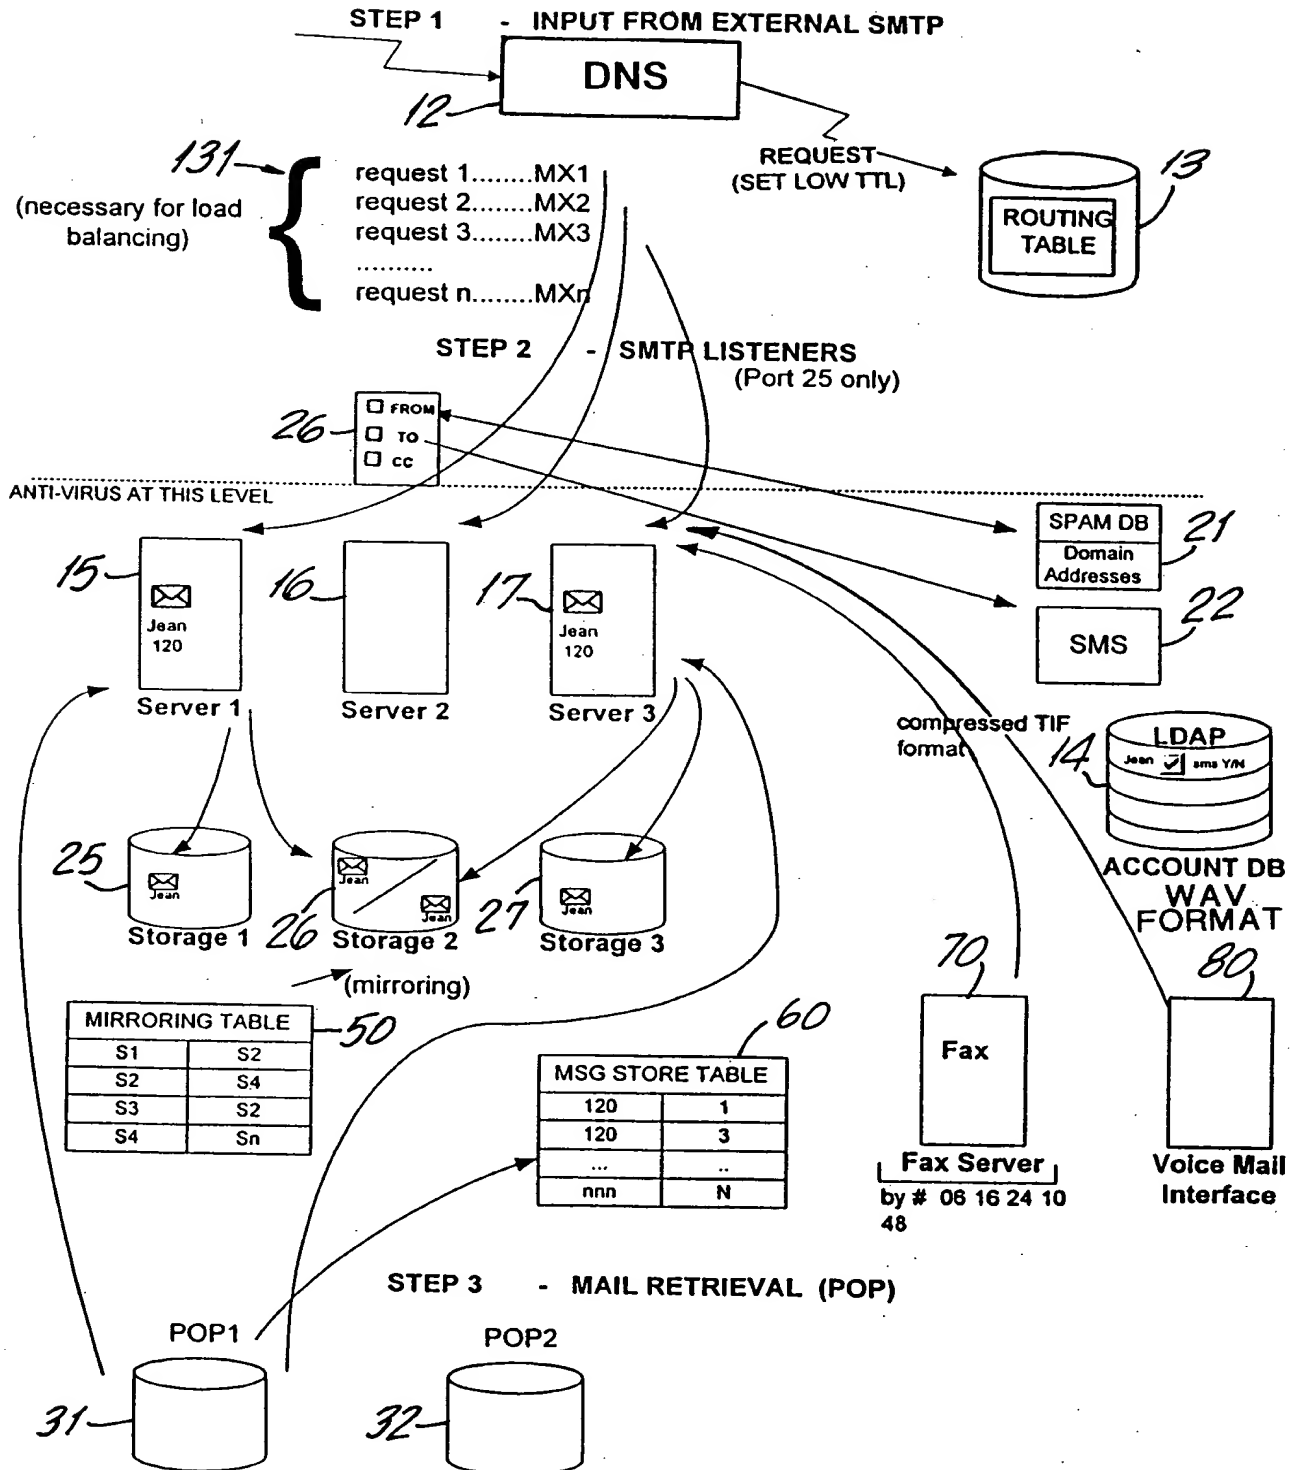 STEP 1 - INPUT FROM EXTERNAL SMTP
DNS
12
131
(necessary for load
balancing)
request 1........MX1
request 2........MX2
request 3........MX3
..........
request n........MXn
REQUEST
(SET LOW TTL)
13
ROUTING
TABLE
STEP 2 - SMTP LISTENERS
(Port 25 only)
26
FROM
TO
CC
ANTI-VIRUS AT THIS LEVEL
SPAM DB
Domain
Addresses
21
22
SMS
15
Jean
120
Server 1
16
Server 2
17
Jean
120
Server 3
compressed TIF
format
14
LDAP
Jean sms Y/N
ACCOUNT DB
WAV
FORMAT
25
Jean
Storage 1
26
Jean
Jean
Storage 2
27
Jean
Storage 3
(mirroring)
MIRRORING TABLE
S1 S2
S2 S4
S3 S2
S4 Sn
50
60
MSG STORE TABLE
120 1
120 3
... ..
nnn N
70
Fax
Fax Server
by # 06 16 24 10
48
80
Voice Mail
Interface
STEP 3 - MAIL RETRIEVAL (POP)
POP1
31
POP2
32